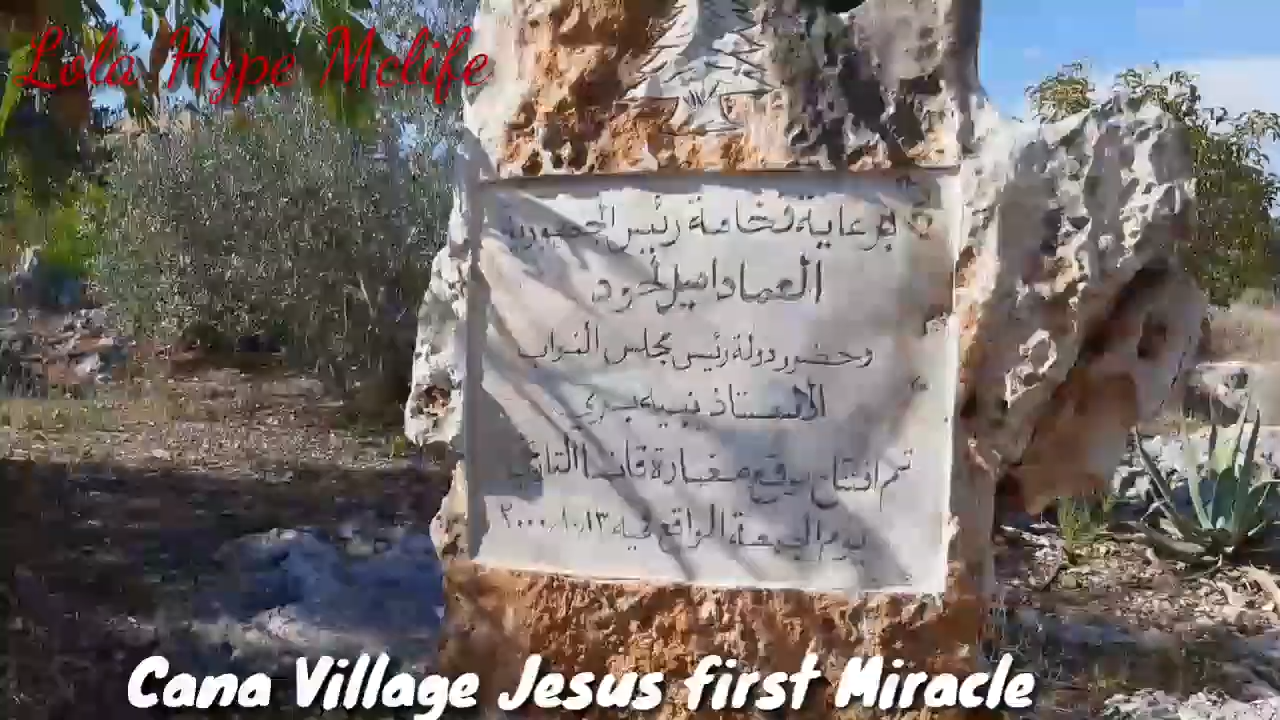 Lola Hype Mclife
برعاية فخامة رئيس الجمهورية
العماد اميل لحود
وحضور دولة رئيس مجلس النواب
الاستاذ نبيه بري
تم افتتاح موقع مغارة قانا
يوم الجمعة الواقع فيه ٢٠٠٠،١٠،١٣
Cana Village Jesus first Miracle